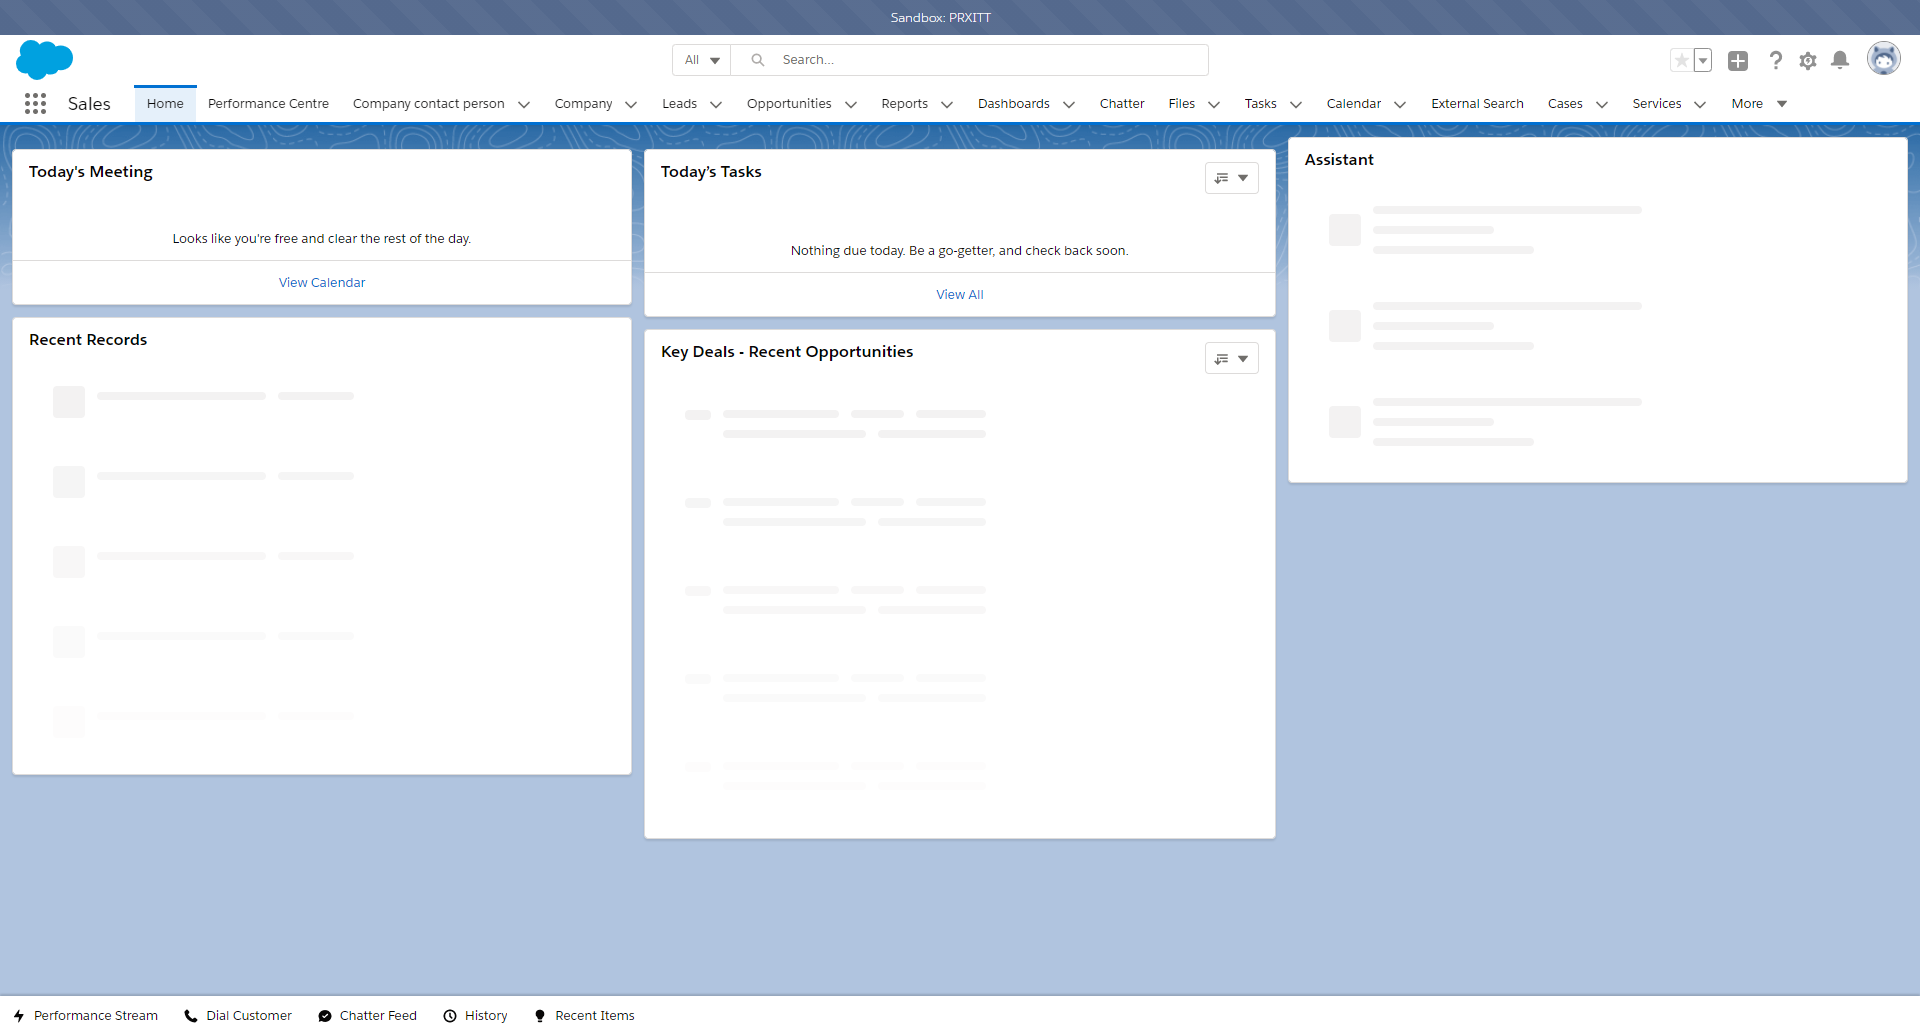 Sandbox: PRXITT
All
Search...
Sales
Home
Performance Centre
Company contact person
Company
Leads
Opportunities
Reports
Dashboards
Chatter
Files
Tasks
Calendar
External Search
Cases
Services
More
Today's Meeting
Looks like you're free and clear the rest of the day.
View Calendar
Recent Records
Today’s Tasks
Nothing due today. Be a go-getter, and check back soon.
View All
Key Deals - Recent Opportunities
Assistant
Performance Stream
Dial Customer
Chatter Feed
History
Recent Items